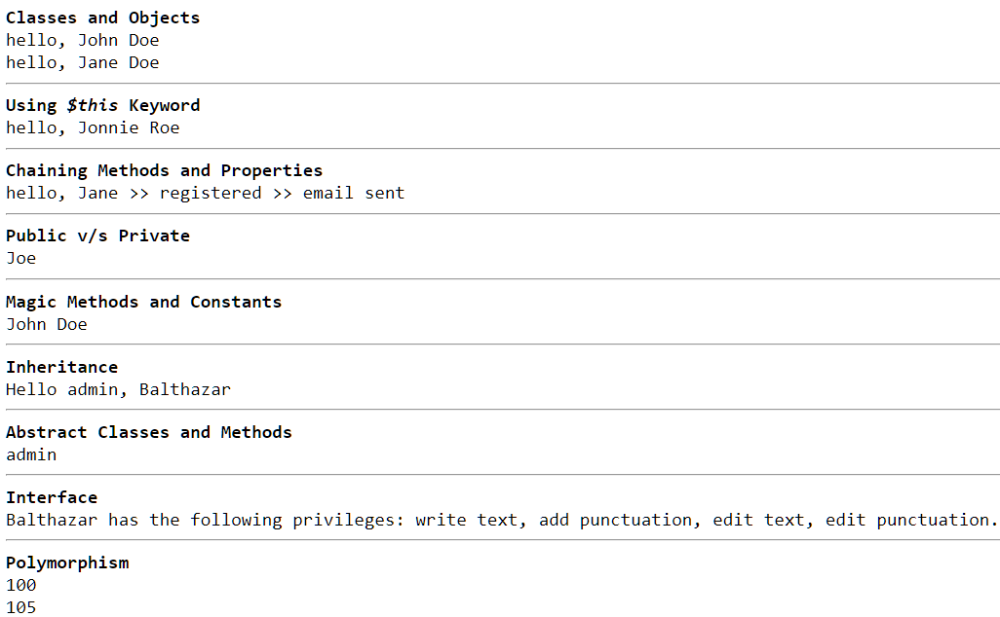 Classes and Objects
hello, John Doe
hello, Jane Doe
Using $this Keyword
hello, Jonnie Roe
Chaining Methods and Properties
hello, Jane >> registered >> email sent
Public v/s Private
Joe
Magic Methods and Constants
John Doe
Inheritance
Hello admin, Balthazar
Abstract Classes and Methods
admin
Interface
Balthazar has the following privileges: write text, add punctuation, edit text, edit punctuation.
Polymorphism
100
105